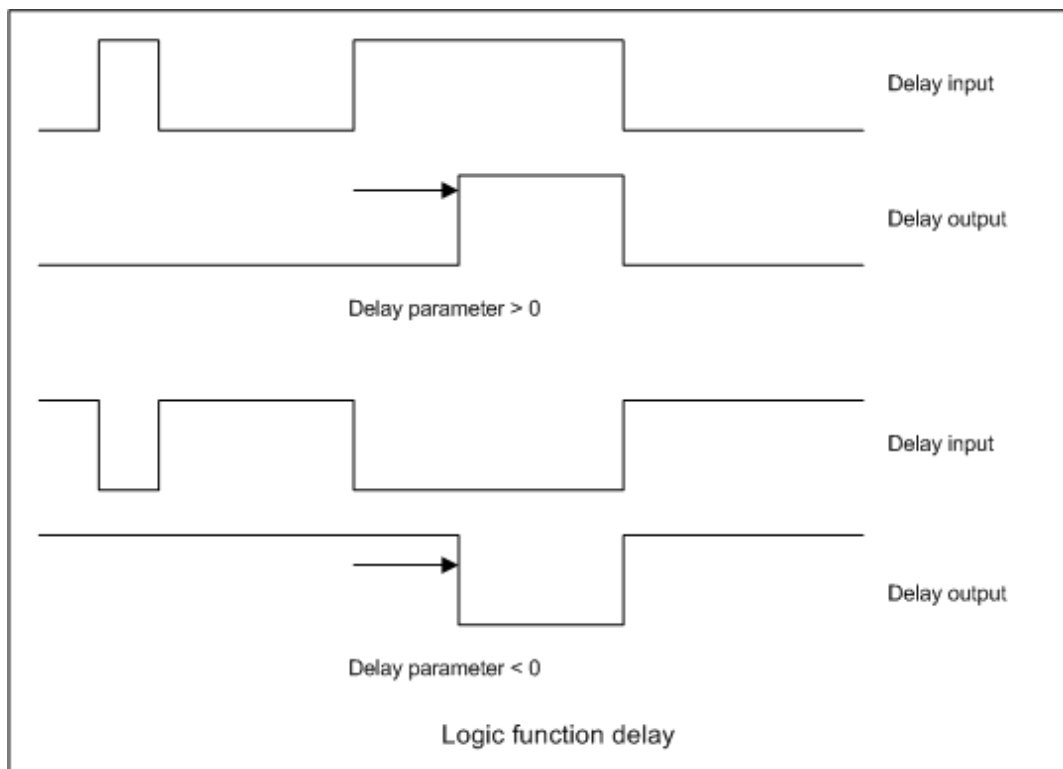 Delay input
Delay output
Delay parameter > 0
Delay input
Delay output
Delay parameter < 0
Logic function delay